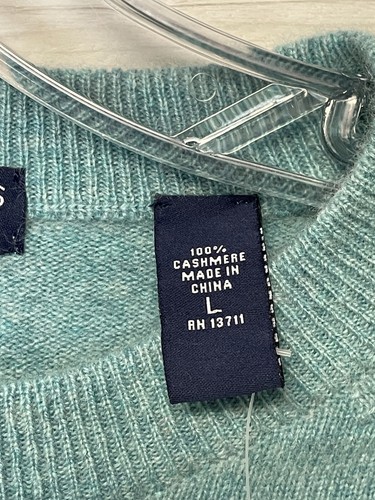 100%
CASHMERE
MADE IN
CHINA
L
RN 13711